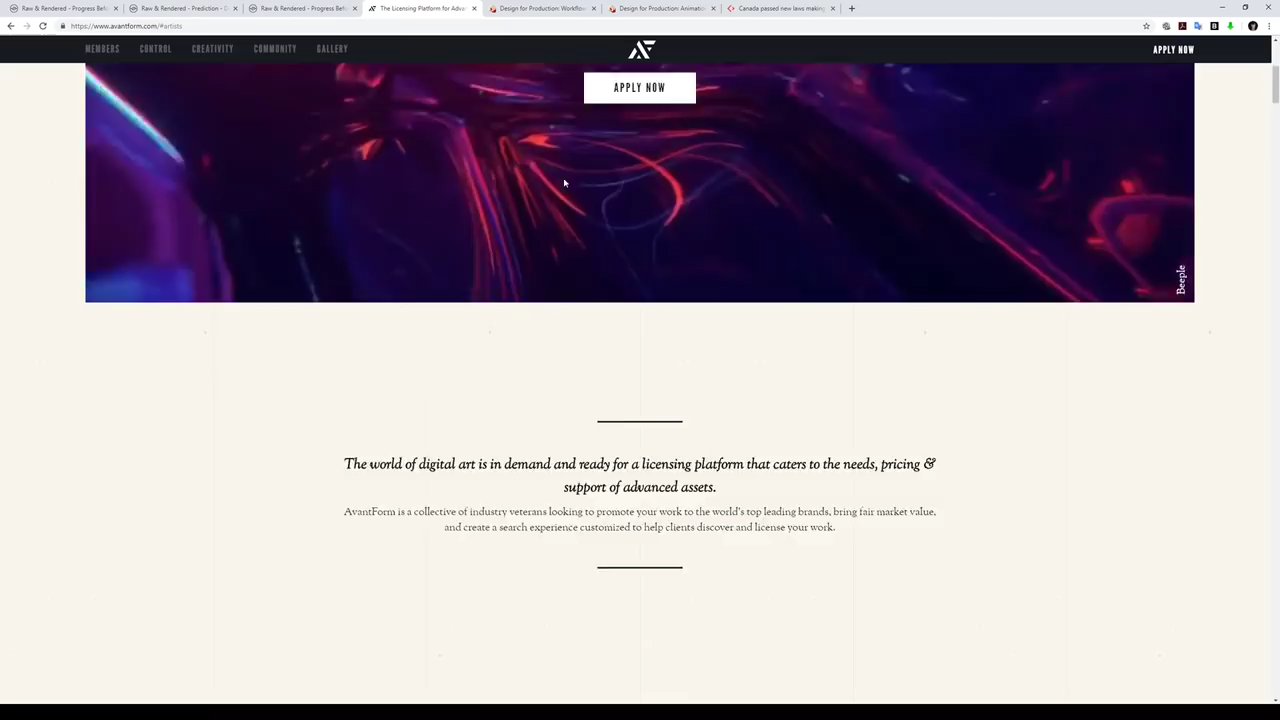 Raw & Rendered - Progress Bef
Raw & Rendered - Prediction - D
Raw & Rendered - Progress Bef
The Licensing Platform for Adva
Design for Production: Workflow
Design for Production: Animatio
Canada passed new laws making
https://www.avantform.com/#artists
MEMBERS CONTROL CREATIVITY COMMUNITY GALLERY
AF
APPLY NOW
APPLY NOW
Beeple
The world of digital art is in demand and ready for a licensing platform that caters to the needs, pricing &
support of advanced assets.
AvantForm is a collective of industry veterans looking to promote your work to the world's top leading brands, bring fair market value,
and create a search experience customized to help clients discover and license your work.